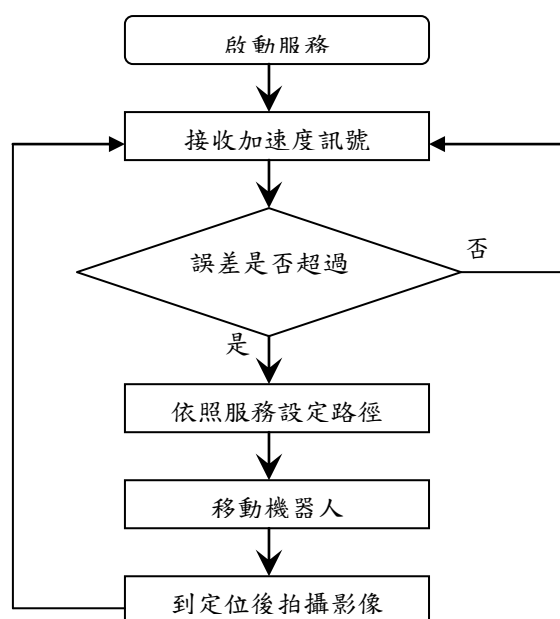 啟動服務
接收加速度訊號
誤差是否超過
否
是
依照服務設定路徑
移動機器人
到定位後拍攝影像